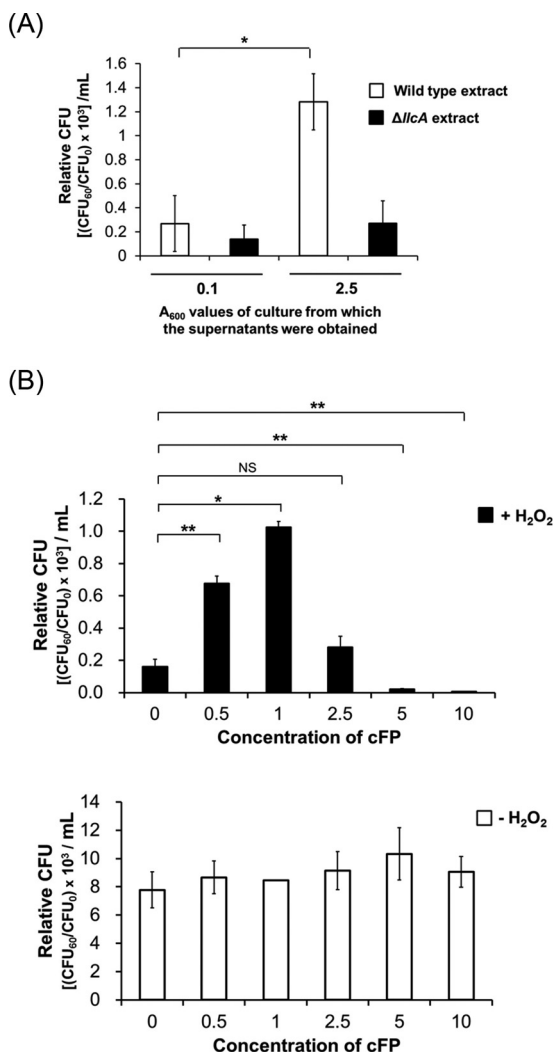 (A)
*
Relative CFU
[(CFU₆₀/CFU₀) x 10³] /mL
1.6
1.4
1.2
1
0.8
0.6
0.4
0.2
0
Wild type extract
ΔllcA extract
0.1 2.5
A₆₀₀ values of culture from which
the supernatants were obtained
(B)
**
**
NS
*
**
Relative CFU
[(CFU₆₀/CFU₀) x 10³] / mL
1.2
1.0
0.8
0.6
0.4
0.2
0.0
+ H₂O₂
0 0.5 1 2.5 5 10
Concentration of cFP
Relative CFU
[(CFU₆₀/CFU₀) x 10³ / mL
14
12
10
8
6
4
2
0
- H₂O₂
0 0.5 1 2.5 5 10
Concentration of cFP